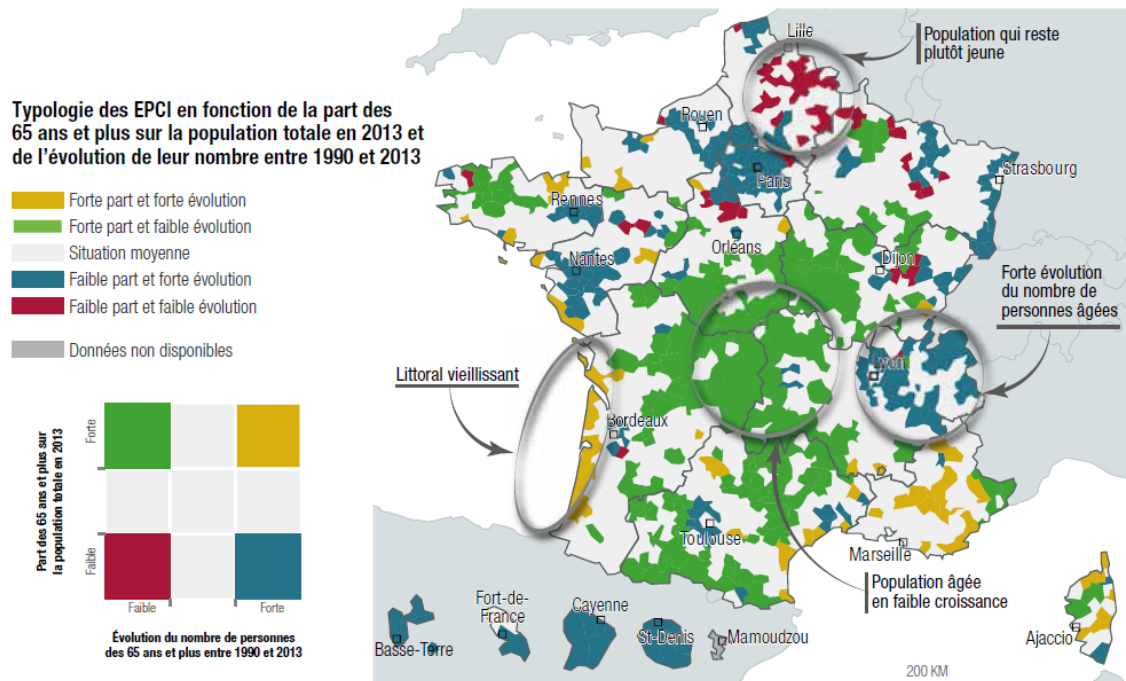 Typologie des EPCI en fonction de la part des
65 ans et plus sur la population totale en 2013 et
de l'évolution de leur nombre entre 1990 et 2013
Forte part et forte évolution
Forte part et faible évolution
Situation moyenne
Faible part et forte évolution
Faible part et faible évolution
Données non disponibles
Part des 65 ans et plus sur
la population totale en 2013
Forte
Faible
Faible
Forte
Évolution du nombre de personnes
des 65 ans et plus entre 1990 et 2013
Lille
Population qui reste
plutôt jeune
Rouen
Paris
Strasbourg
Rennes
Orléans
Nantes
Dijon
Forte évolution
du nombre de
personnes âgées
Littoral vieillissant
Lyon
Bordeaux
Toulouse
Marseille
Population âgée
en faible croissance
Fort-de-
France
Cayenne
Basse-Terre
St-Denis
Mamoudzou
Ajaccio
200 KM